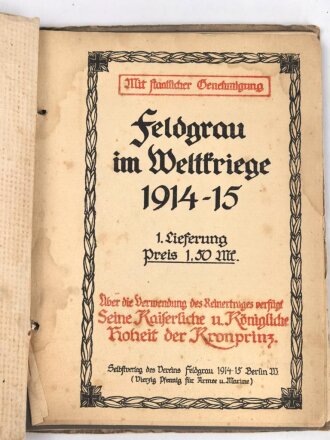 Mit staatlicher Genehmigung
Feldgrau
im Weltkriege
1914-15
1. Lieferung
Preis 1.50 Mk.
Über die Verwendung des Reinertrages verfügt
Seine Kaiserliche u. Königliche
Hoheit der Kronprinz.
Selbstverlag des Vereins Feldgrau 1914-15 Berlin W
(Vierzig Pfennig für Armee u. Marine)